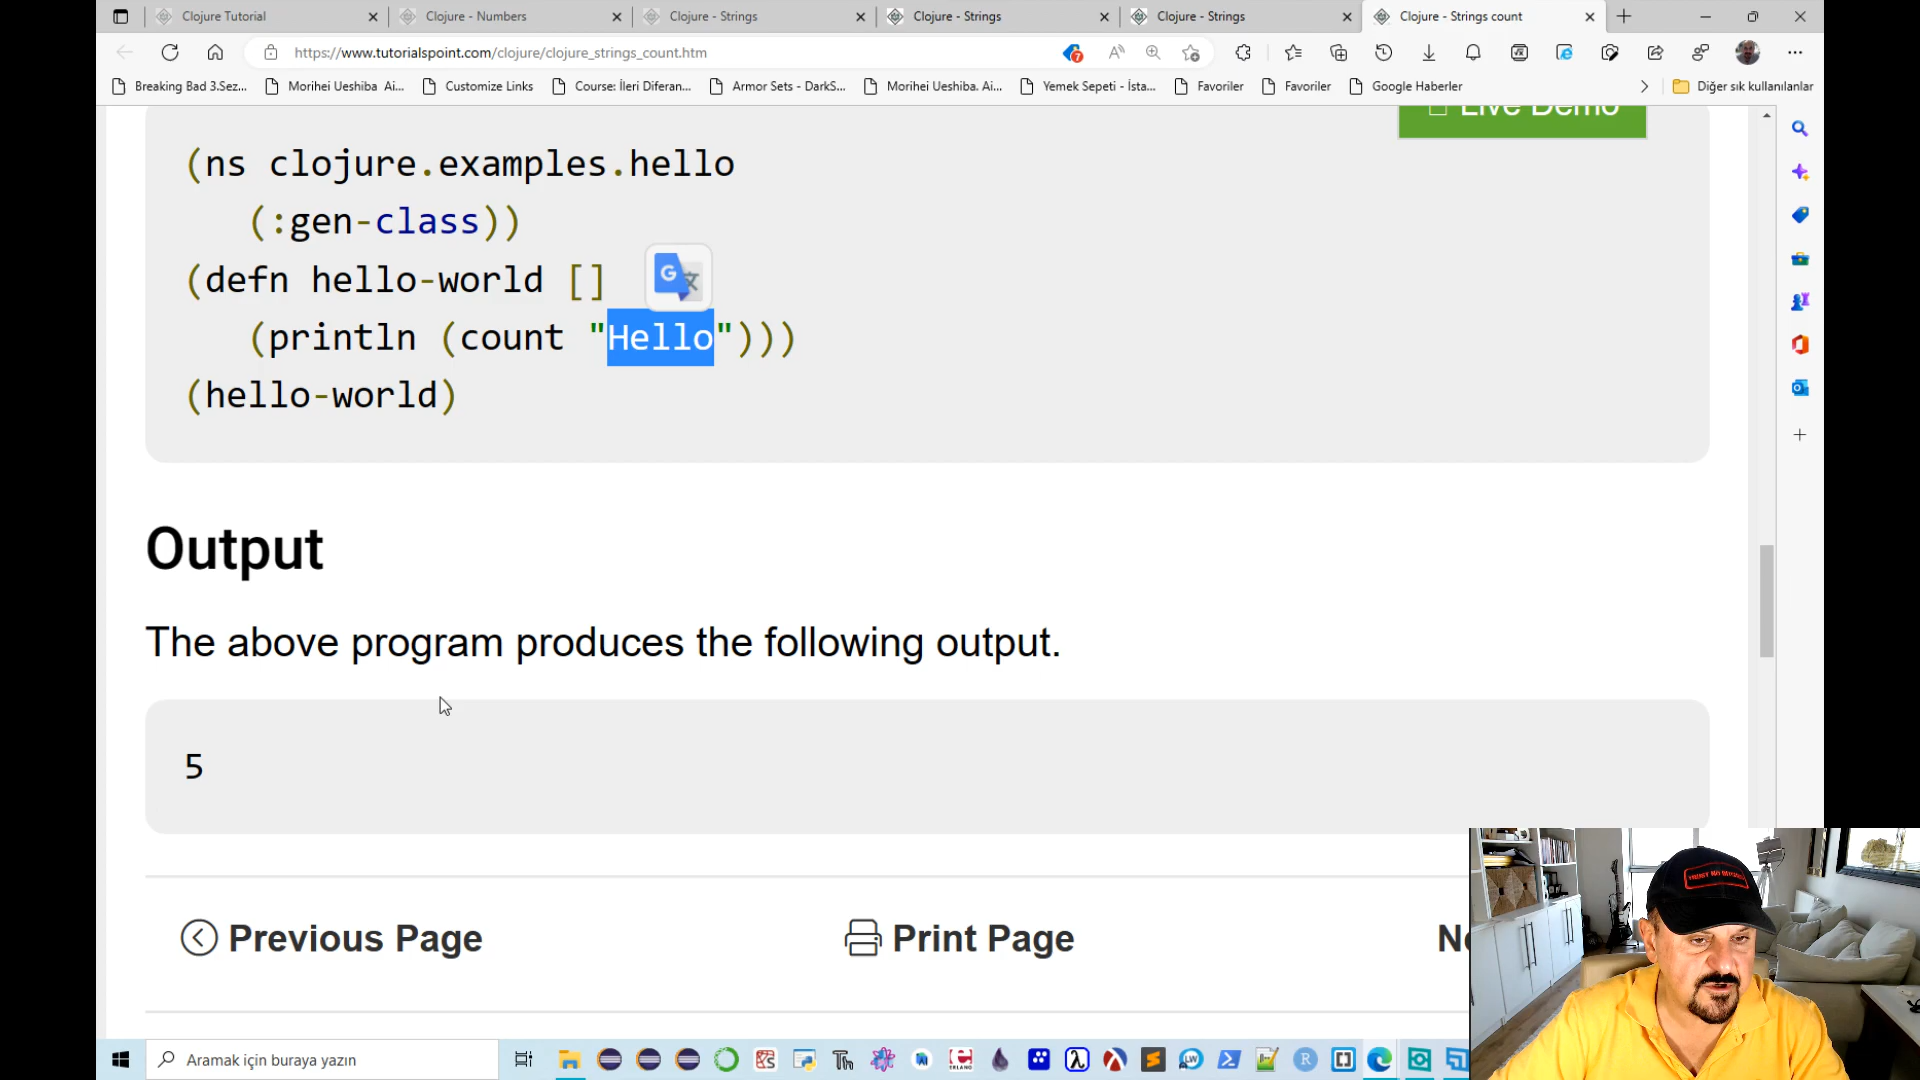 Clojure Tutorial
Clojure - Numbers
Clojure - Strings
Clojure - Strings
Clojure - Strings
Clojure - Strings count
https://www.tutorialspoint.com/clojure/clojure_strings_count.htm
Breaking Bad 3.Sez...
Morihei Ueshiba Ai...
Customize Links
Course: İleri Diferan...
Armor Sets - DarkS...
Morihei Ueshiba. Ai...
Yemek Sepeti - İsta...
Favoriler
Favoriler
Google Haberler
Diğer sık kullanılanlar
Live Demo
(ns clojure.examples.hello
(:gen-class))
(defn hello-world []
(println (count "Hello")))
(hello-world)
Output
The above program produces the following output.
5
Previous Page
Print Page
Aramak için buraya yazın